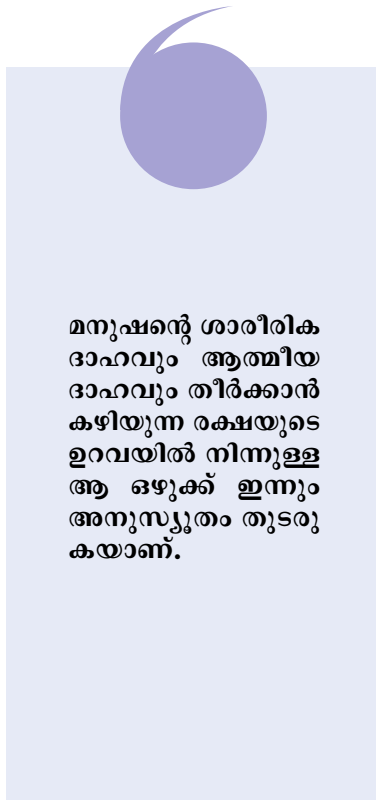 മനുഷന്റെ ശാരീരിക
ദാഹവും ആത്മീയ
ദാഹവും തീർക്കാൻ
കഴിയുന്ന രക്ഷയുടെ
ഉറവയിൽ നിന്നുള്ള
ആ ഒഴുക്ക് ഇന്നും
അനുസ്യൂതം തുടരു
കയാണ്.